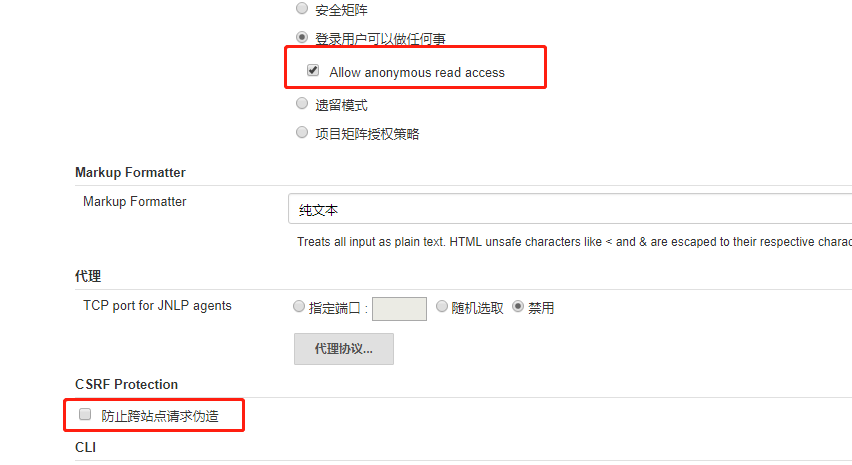 安全矩阵
登录用户可以做任何事
Allow anonymous read access
遗留模式
项目矩阵授权策略
Markup Formatter
Markup Formatter
纯文本
Treats all input as plain text. HTML unsafe characters like < and & are escaped to their respective charac
代理
TCP port for JNLP agents 指定端口 : 随机选取 禁用
代理协议...
CSRF Protection
防止跨站点请求伪造
CLI